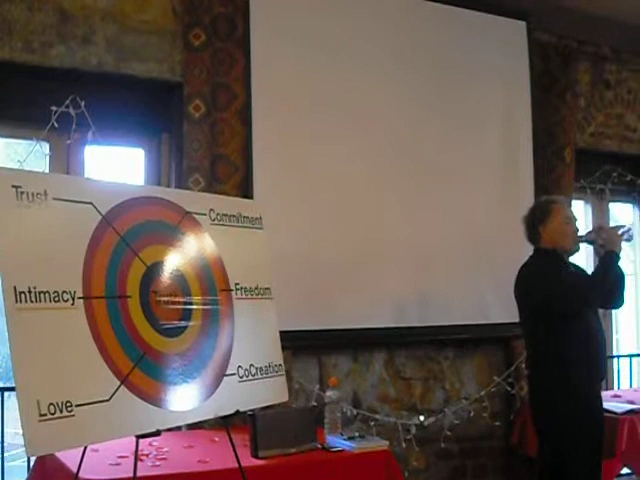 Trust
Commitment
Intimacy
Freedom
Love
CoCreation